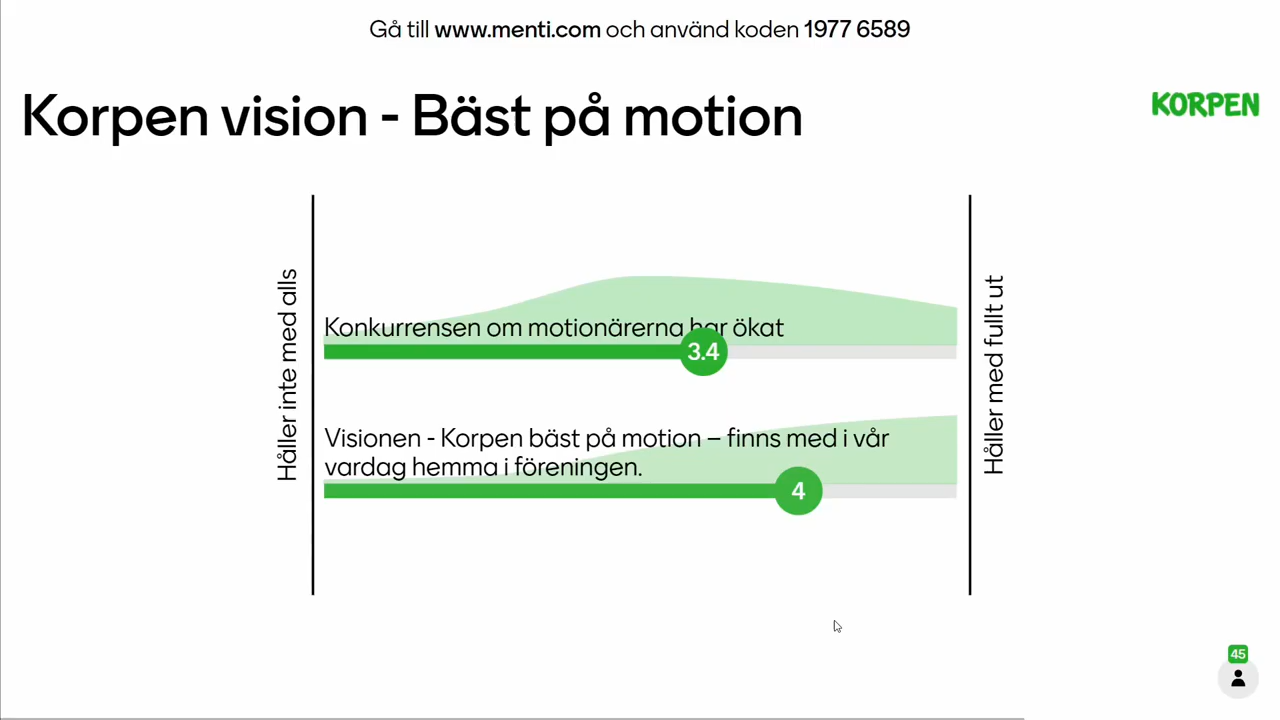 Gå till www.menti.com och använd koden 1977 6589
Korpen vision - Bäst på motion
KORPEN
Håller inte med alls
Konkurrensen om motionärerna har ökat
3.4
Visionen - Korpen bäst på motion – finns med i vår
vardag hemma i föreningen.
4
Håller med fullt ut
45